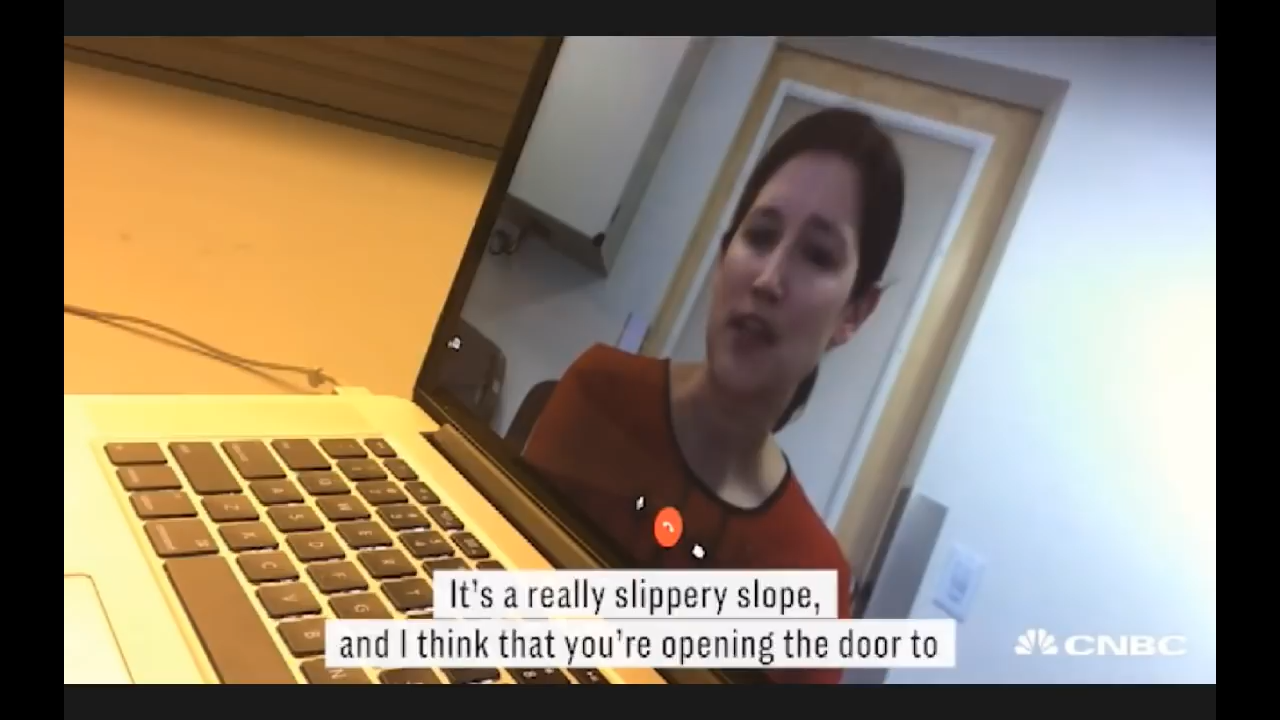 It's a really slippery slope,
and I think that you're opening the door to
CNBC